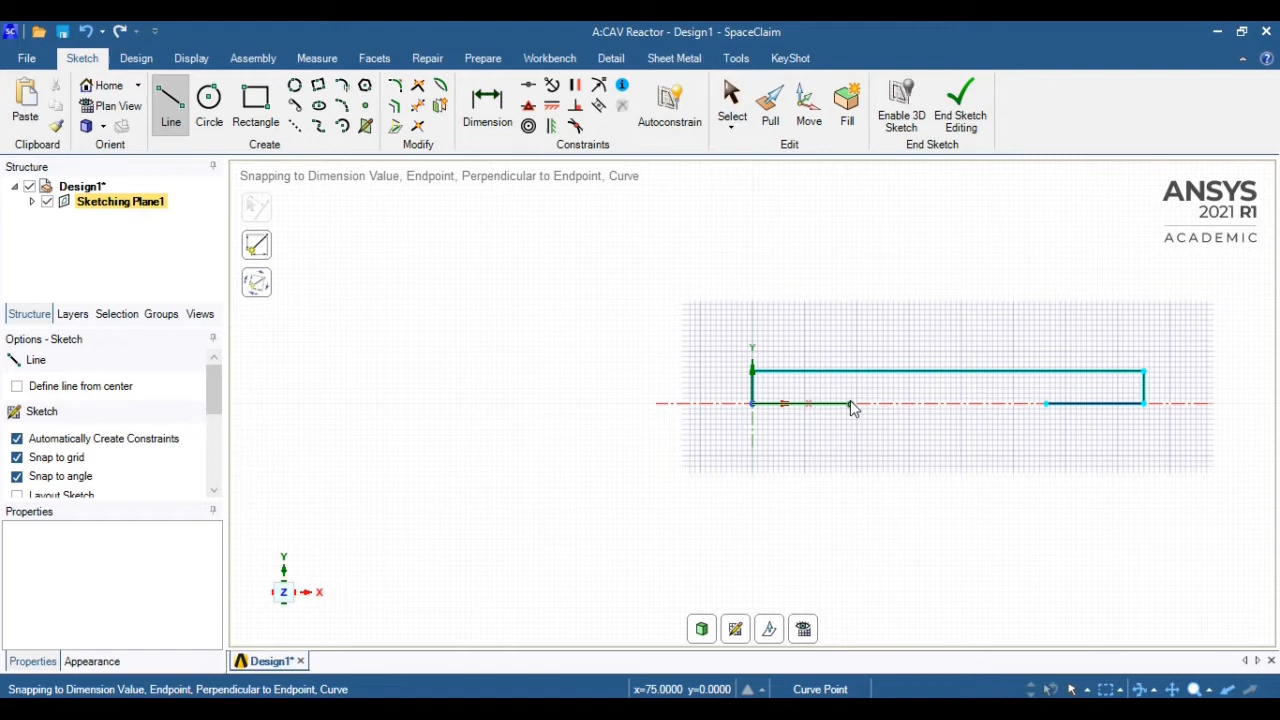 A:CAV Reactor - Design1 - SpaceClaim
File Sketch Design Display Assembly Measure Facets Repair Prepare Workbench Detail Sheet Metal Tools KeyShot
Paste
Home
Plan View
Line
Circle
Rectangle
Dimension
Autoconstrain
Select
Pull
Move
Fill
Enable 3D
Sketch
End Sketch
Editing
Clipboard Orient Create Modify Constraints Edit End Sketch
Structure
Design1*
Sketching Plane1
Structure Layers Selection Groups Views
Options - Sketch
Line
Define line from center
Sketch
Automatically Create Constraints
Snap to grid
Snap to angle
Layout Sketch
Properties
Properties Appearance
Snapping to Dimension Value, Endpoint, Perpendicular to Endpoint, Curve
ANSYS
2021 R1
ACADEMIC
Y
X
Y
Z
X
Design1*
Snapping to Dimension Value, Endpoint, Perpendicular to Endpoint, Curve
x=75.0000 y=0.0000
Curve Point